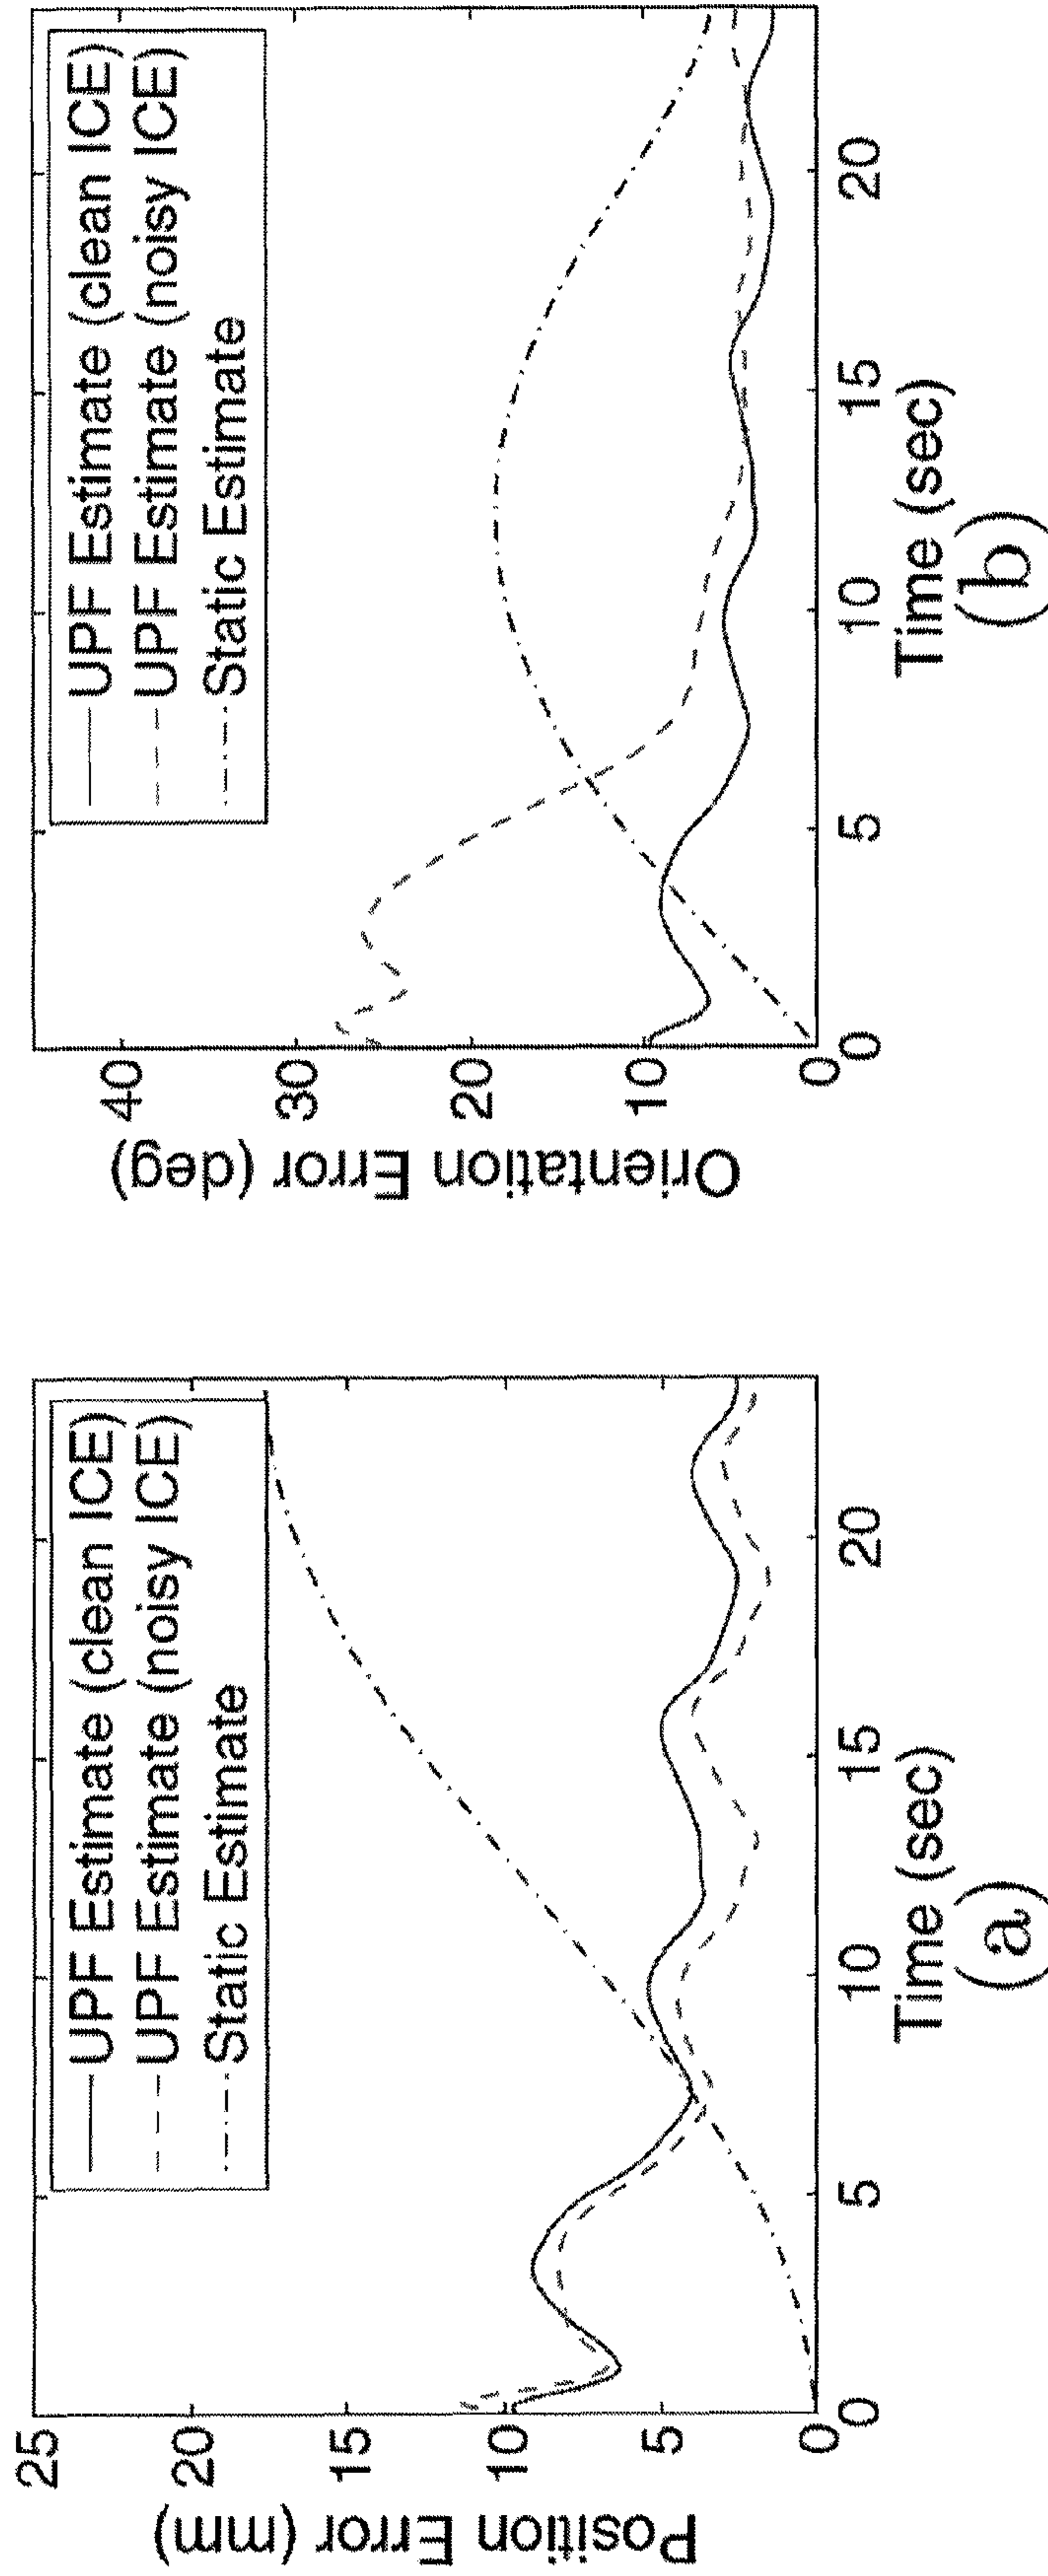 Position Error (mm)
25
20
15
10
5
0
UPF Estimate (clean ICE)
UPF Estimate (noisy ICE)
Static Estimate
0
5
10
15
20
Time (sec)
(a)
Orientation Error (deg)
40
30
20
10
0
UPF Estimate (clean ICE)
UPF Estimate (noisy ICE)
Static Estimate
0
5
10
15
20
Time (sec)
(b)